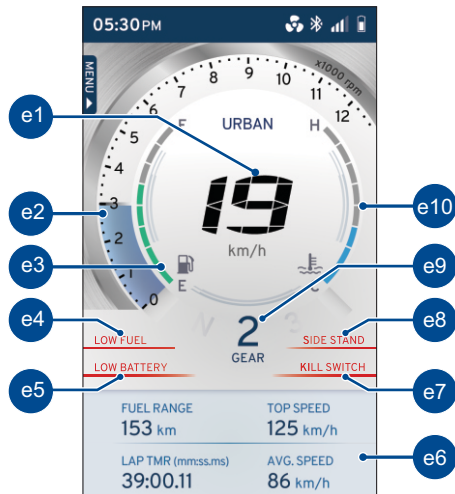 05:30 PM
MENU
x1000 rpm
0
1
2
3
4
5
6
7
8
9
10
11
12
F
URBAN
H
e1
19
km/h
e2
e10
e3
E
C
e9
e4
N
2
3
e8
LOW FUEL
GEAR
SIDE STAND
e5
LOW BATTERY
KILL SWITCH
e7
FUEL RANGE
TOP SPEED
153 km
125 km/h
e6
LAP TMR (mm:ss.ms)
AVG. SPEED
39:00.11
86 km/h